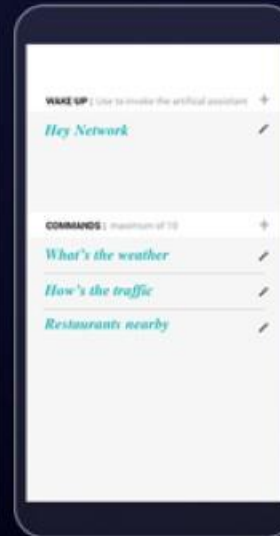 WAKE UP | Use to invoke the artificial assistant +
Hey Network
COMMANDS | maximum of 10 +
What's the weather
How's the traffic
Restaurants nearby